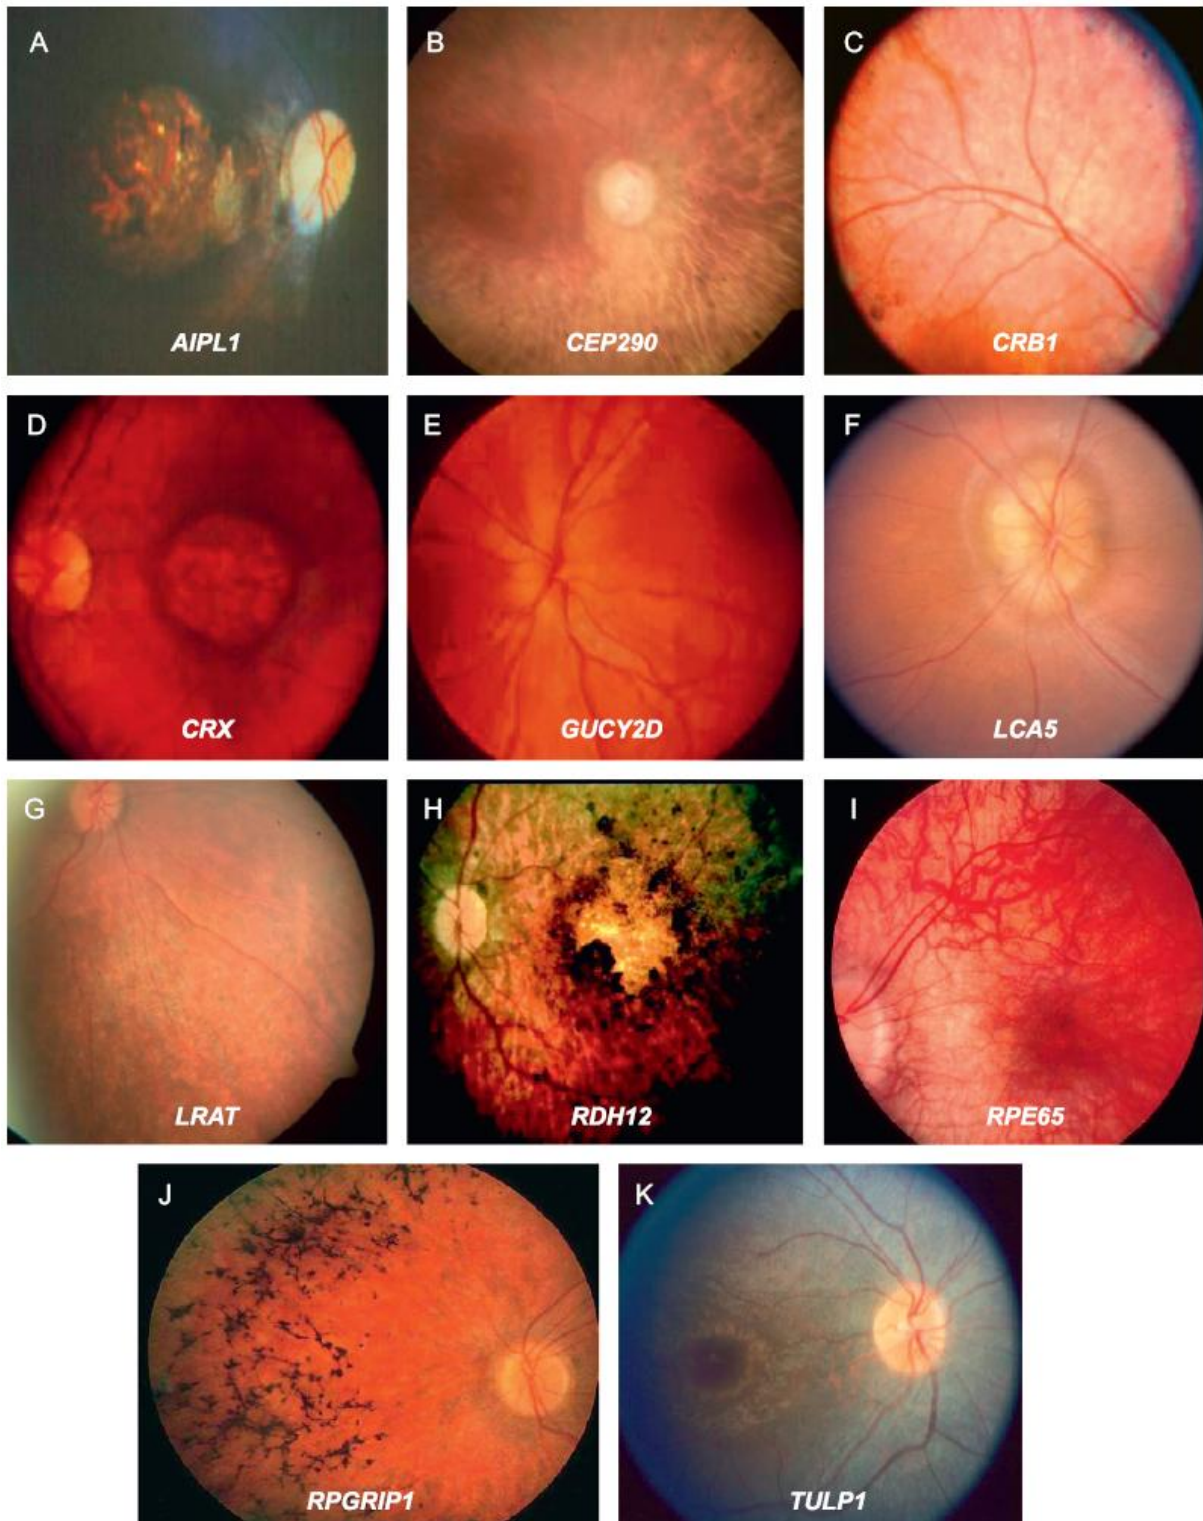 A
AIPL1
B
CEP290
C
CRB1
D
CRX
E
GUCY2D
F
LCA5
G
LRAT
H
RDH12
I
RPE65
J
RPGRIP1
K
TULP1